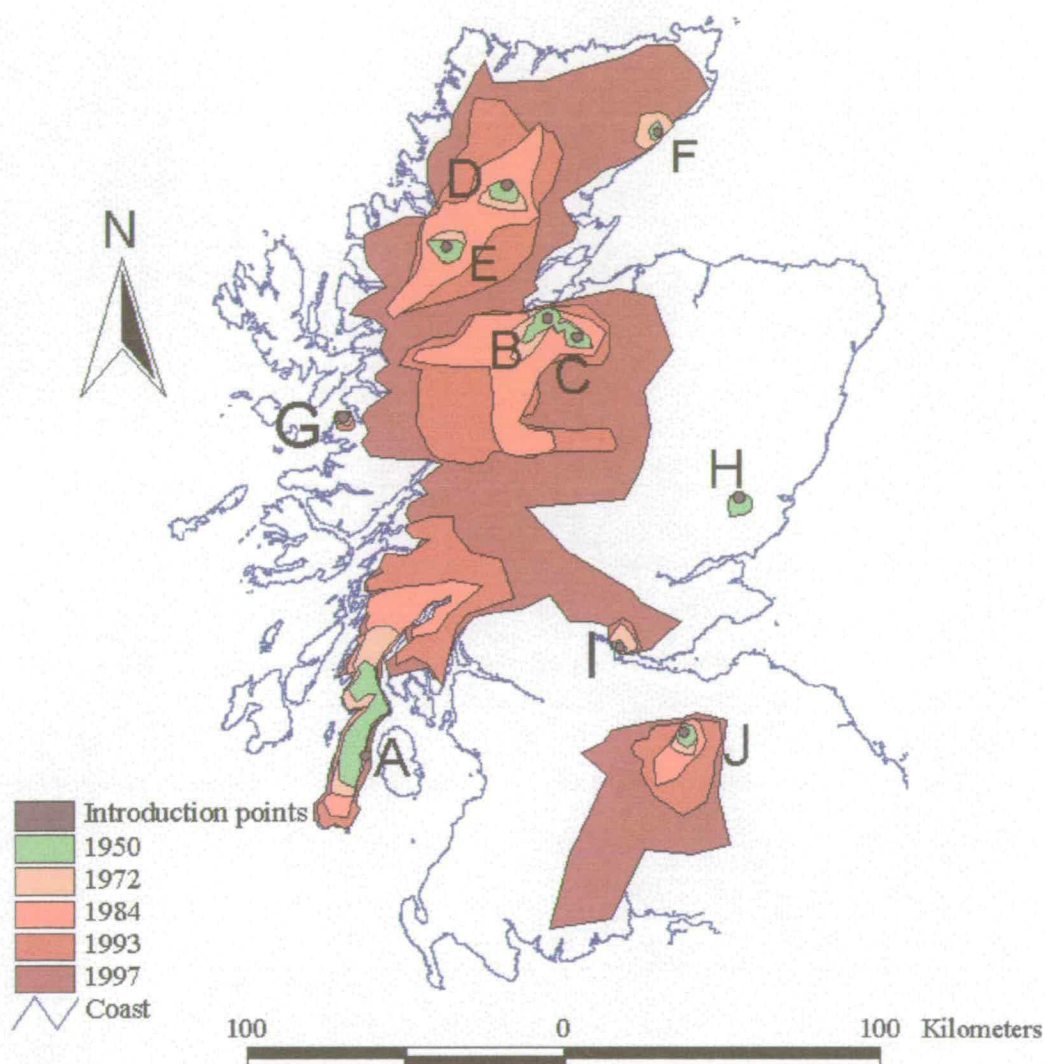 F
D
N
E
B
C
G
H
I
J
A
Introduction points
1950
1972
1984
1993
1997
Coast
100 0 100 Kilometers